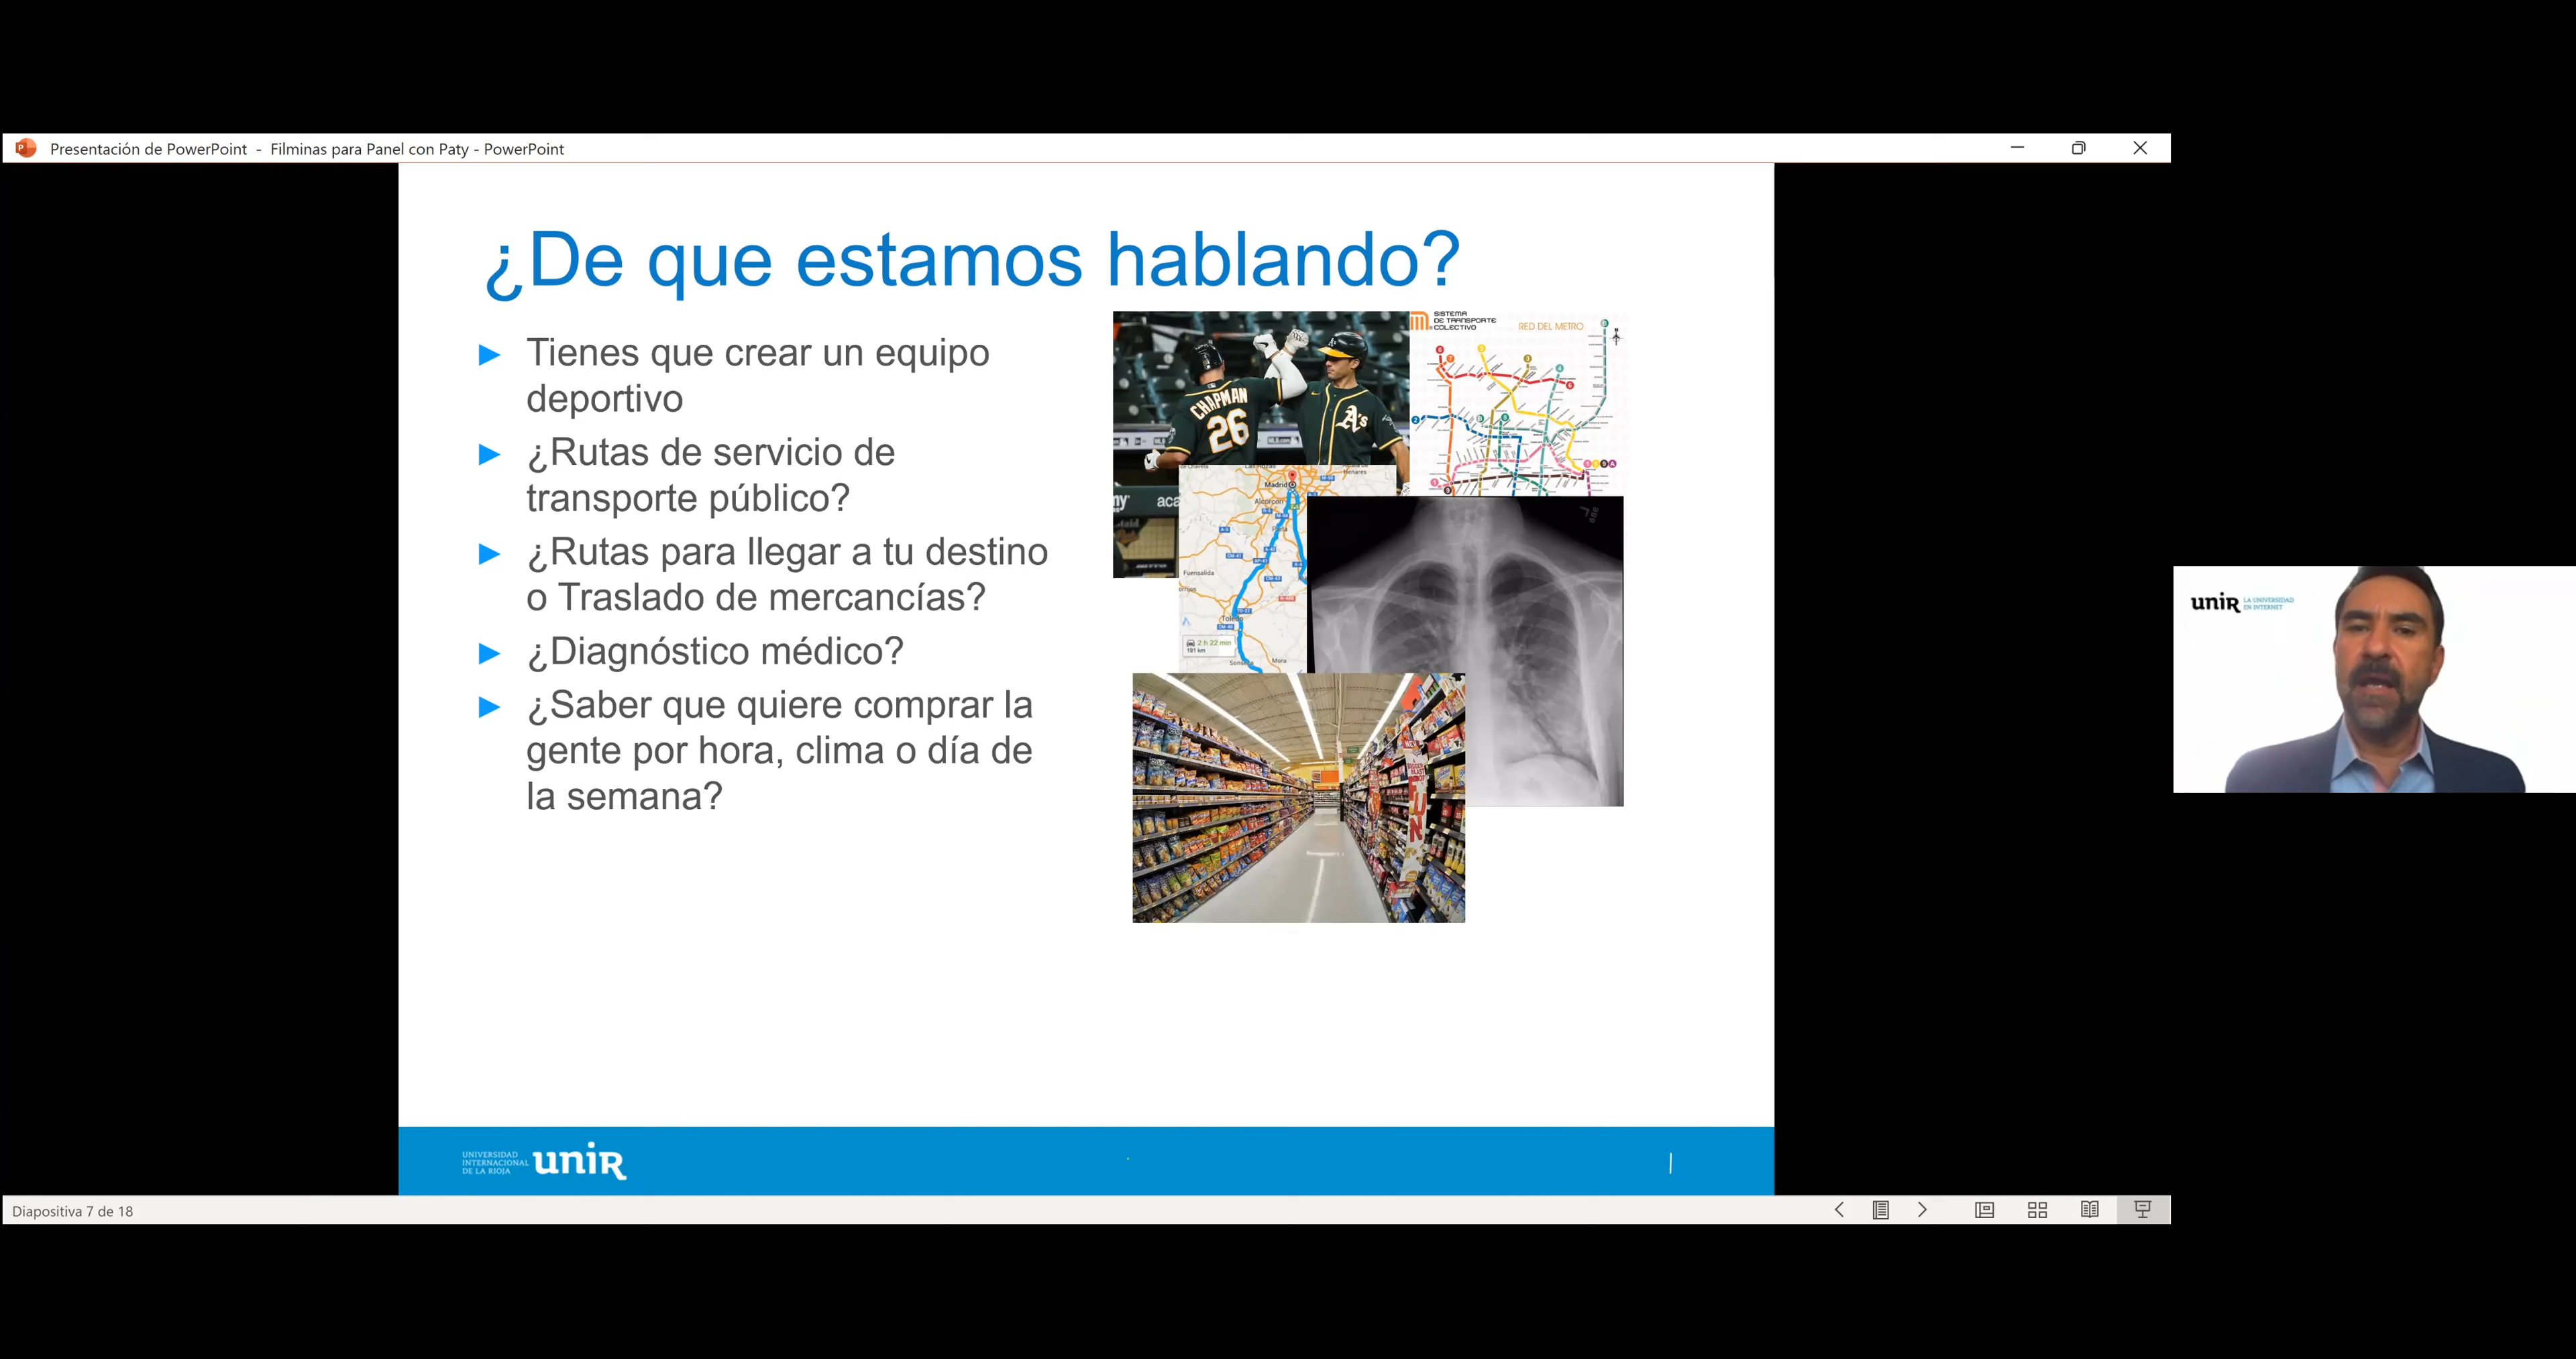 Presentación de PowerPoint - Filminas para Panel con Paty - PowerPoint
¿De que estamos hablando?
Tienes que crear un equipo
deportivo
¿Rutas de servicio de
transporte público?
¿Rutas para llegar a tu destino
o Traslado de mercancías?
¿Diagnóstico médico?
¿Saber que quiere comprar la
gente por hora, clima o día de
la semana?
CHAPMAN
26
A's
SISTEMA
DE TRANSPORTE
COLECTIVO
RED DEL METRO
Madrid
Alcorcón
Fuensalida
Toledo
2 h 22 min
191 km
Sonseca
Mora
unir LA UNIVERSIDAD
EN INTERNET
UNIVERSIDAD
INTERNACIONAL
DE LA RIOJA
unir
Diapositiva 7 de 18